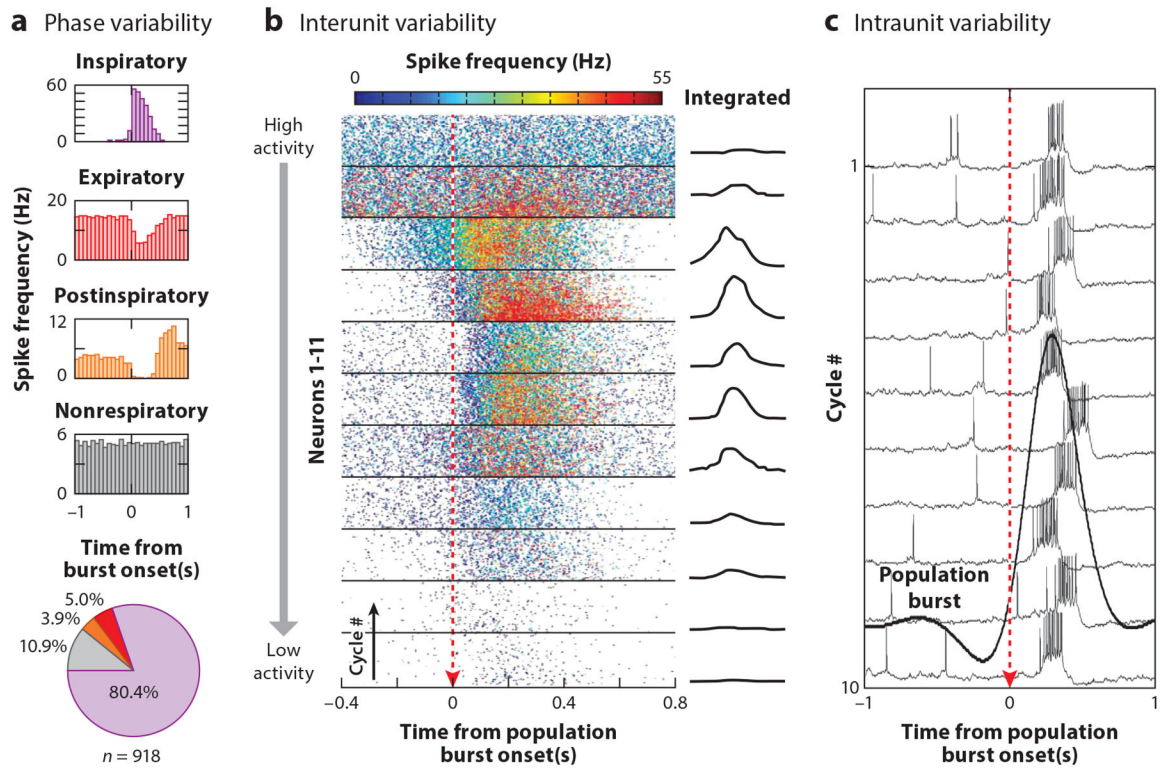 a Phase variability
Inspiratory
60
0
Expiratory
20
0
Postinspiratory
12
0
Nonrespiratory
6
0
−1 0 1
Spike frequency (Hz)
Time from
burst onset(s)
5.0%
3.9%
10.9%
80.4%
n = 918
b Interunit variability
Spike frequency (Hz)
0 55
Integrated
High
activity
Low
activity
Neurons 1-11
Cycle #
−0.4 0 0.4 0.8
Time from population
burst onset(s)
c Intraunit variability
1
Cycle #
Population
burst
10
−1 0 1
Time from population
burst onset(s)